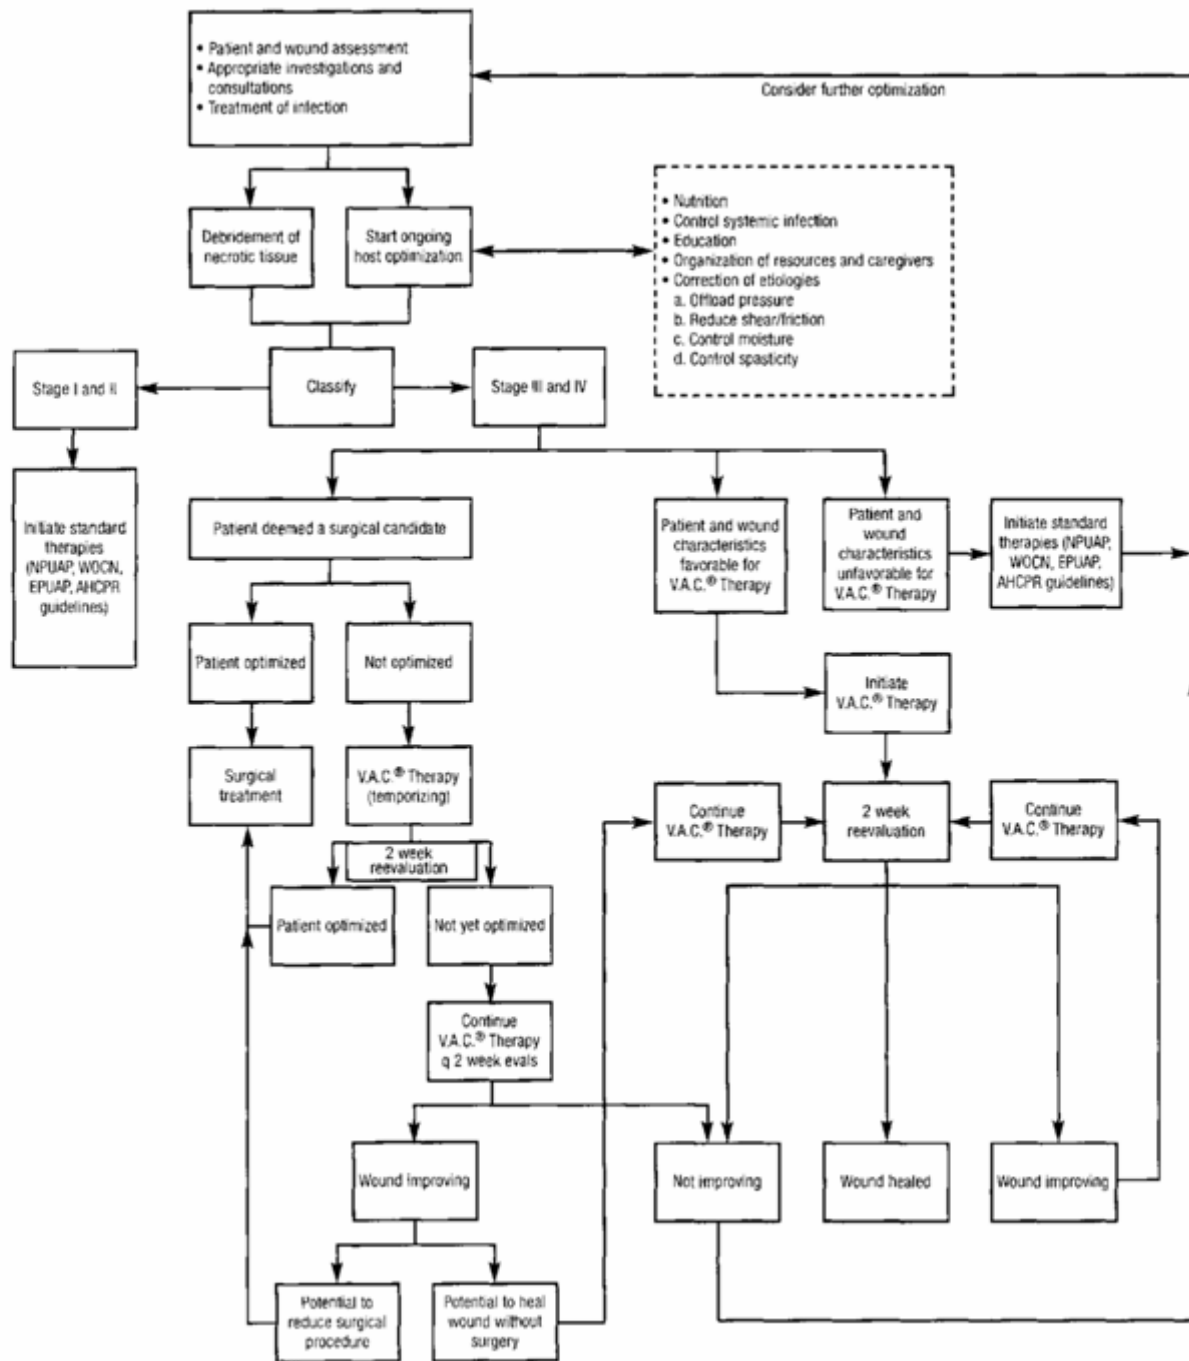 • Patient and wound assessment
• Appropriate investigations and
consultations
• Treatment of infection
Consider further optimization
Debridement of
necrotic tissue
Start ongoing
host optimization
• Nutrition
• Control systemic infection
• Education
• Organization of resources and caregivers
• Correction of etiologies
a. Offload pressure
b. Reduce shear/friction
c. Control moisture
d. Control spasticity
Stage I and II
Classify
Stage III and IV
Initiate standard
therapies
(NPUAP, WOCN,
EPUAP, AHCPR
guidelines)
Patient deemed a surgical candidate
Patient and wound
characteristics
favorable for
V.A.C.® Therapy
Patient and
wound
characteristics
unfavorable for
V.A.C.® Therapy
Initiate standard
therapies (NPUAP,
WOCN, EPUAP,
AHCPR guidelines)
Patient optimized
Not optimized
Initiate
V.A.C.® Therapy
Surgical
treatment
V.A.C.® Therapy
(temporizing)
Continue
V.A.C.® Therapy
2 week
reevaluation
Continue
V.A.C.® Therapy
2 week
reevaluation
Patient optimized
Not yet optimized
Continue
V.A.C.® Therapy
q 2 week evals
Wound improving
Not improving
Wound healed
Wound improving
Potential to
reduce surgical
procedure
Potential to heal
wound without
surgery